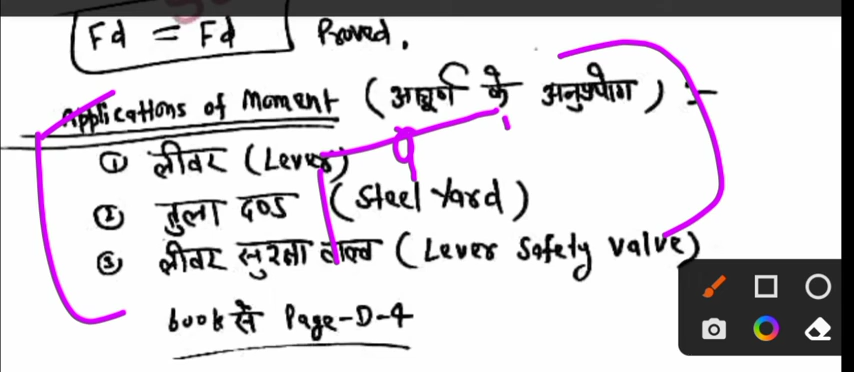 Fd = Fd Proved.
Applications of Moment (आघूर्ण के अनुप्रयोग) :-
① लीवर (Lever)
② तुला दण्ड (Steel Yard)
③ लीवर सुरक्षा वाल्व (Lever Safety valve)
book से Page-D-4